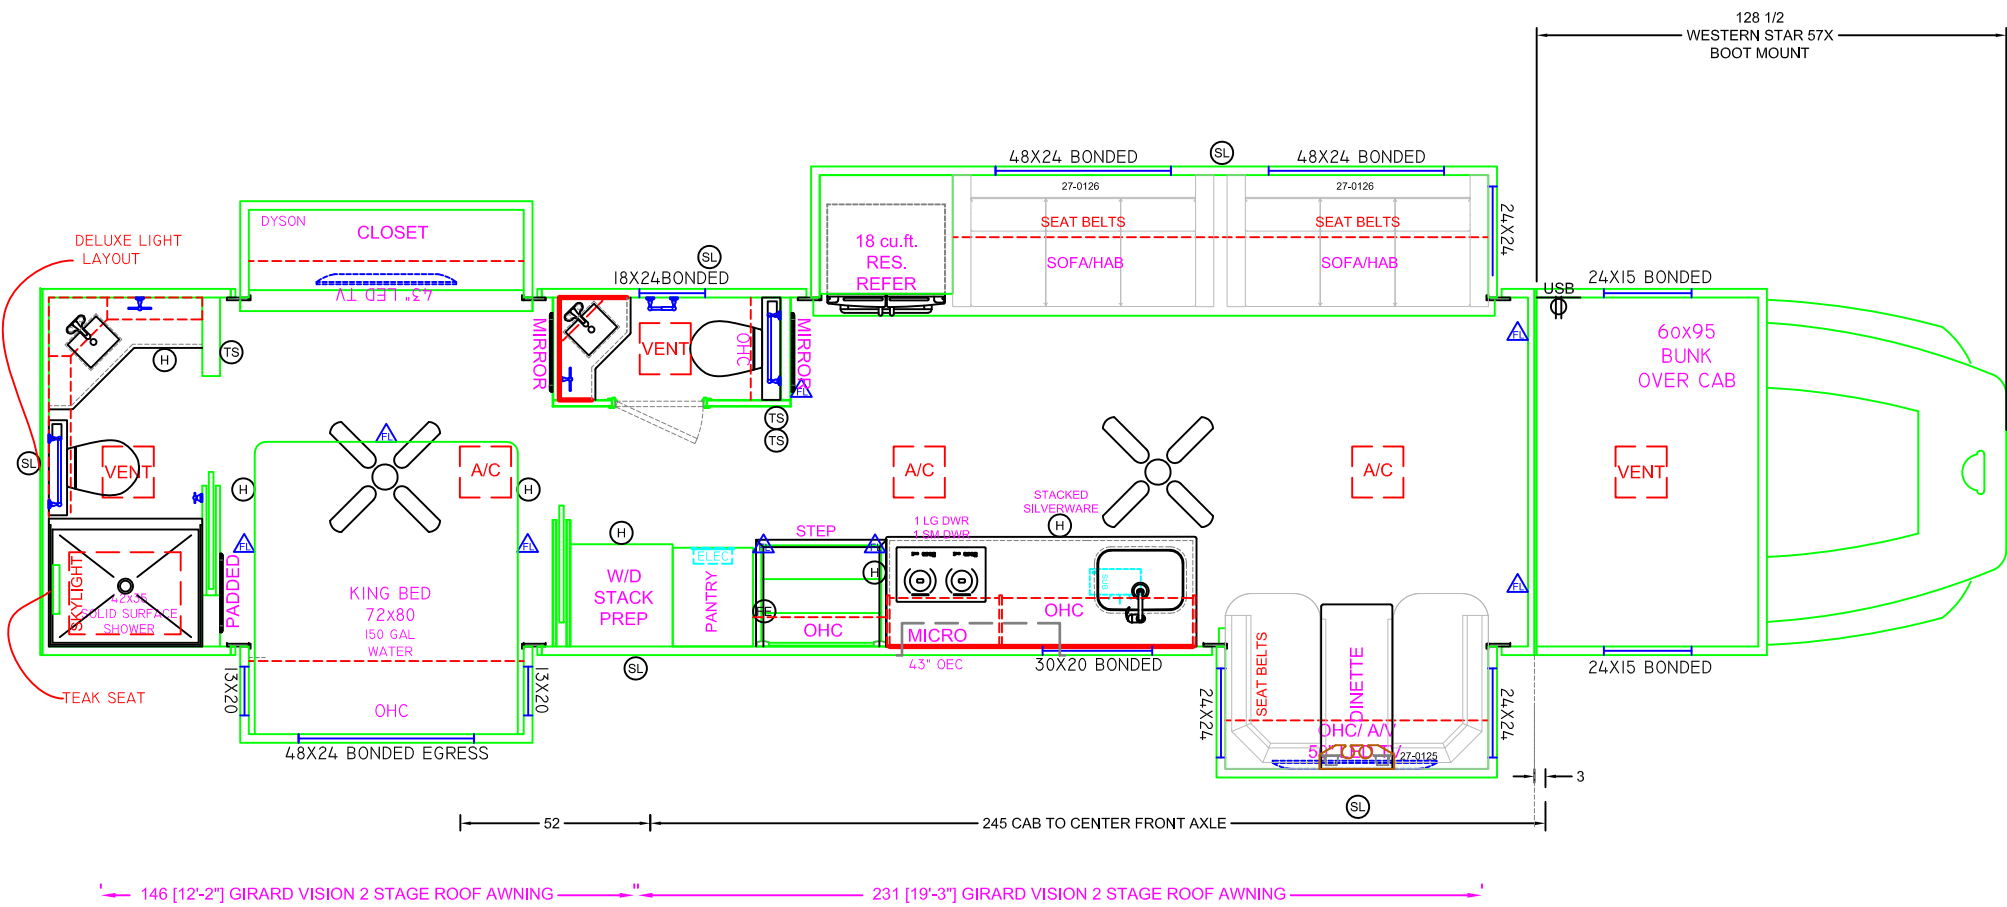 128 1/2
WESTERN STAR 57X
BOOT MOUNT
48X24 BONDED
SL
48X24 BONDED
27-0126
27-0126
SEAT BELTS
SEAT BELTS
SOFA/HAB
SOFA/HAB
24X24
18 cu.ft.
RES.
REFER
DYSON
CLOSET
43" LED TV
DELUXE LIGHT
LAYOUT
SL
18X24BONDED
24X15 BONDED
USB
60x95
BUNK
OVER CAB
FL
MIRROR
VENT
OHC
MIRROR
FL
H
TS
TS
TS
FL
SL
VENT
A/C
A/C
A/C
VENT
H
H
STACKED
SILVERWARE
H
1 LG DWR
1 SM DWR
STEP
H
FL
FL
FL
FL
ELEC
H
SKYLIGHT
42X36
SOLID SURFACE
SHOWER
PADDED
KING BED
72x80
150 GAL
WATER
W/D
STACK
PREP
PANTRY
FE
OHC
OHC
MICRO
43" OEC
30X20 BONDED
FL
SEAT BELTS
DINETTE
24X15 BONDED
TEAK SEAT
13X20
OHC
13X20
SL
24X24
24X24
OHC/ A/V
27-0125
48X24 BONDED EGRESS
3
SL
52
245 CAB TO CENTER FRONT AXLE
146 [12'-2"] GIRARD VISION 2 STAGE ROOF AWNING
231 [19'-3"] GIRARD VISION 2 STAGE ROOF AWNING